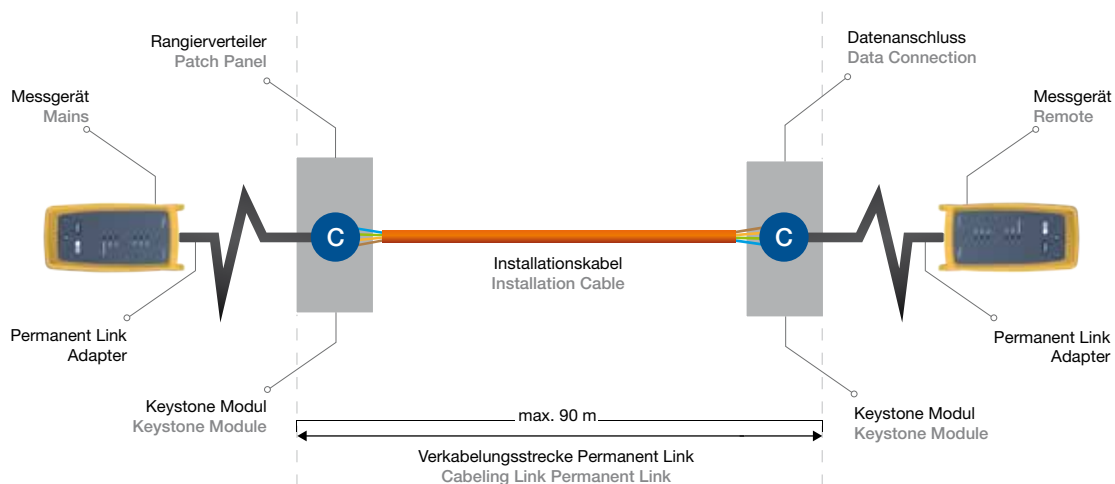 Rangierverteiler
Patch Panel
Datenanschluss
Data Connection
Messgerät
Mains
Messgerät
Remote
C
C
Installationskabel
Installation Cable
Permanent Link
Adapter
Permanent Link
Adapter
Keystone Modul
Keystone Module
max. 90 m
Keystone Modul
Keystone Module
Verkabelungsstrecke Permanent Link
Cabeling Link Permanent Link